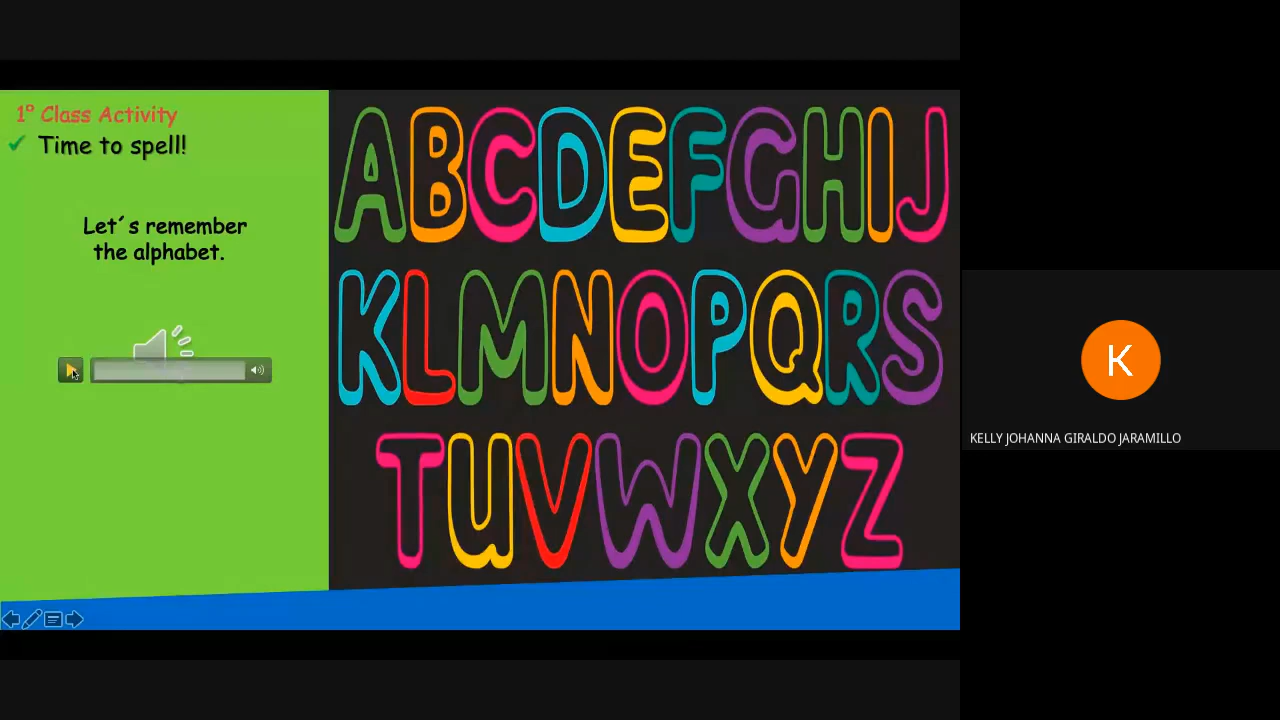 1° Class Activity
✓ Time to spell!
Let´s remember
the alphabet.
ABCDEFGHIJ
KLMNOPQRS
TUVWXYZ
K
KELLY JOHANNA GIRALDO JARAMILLO